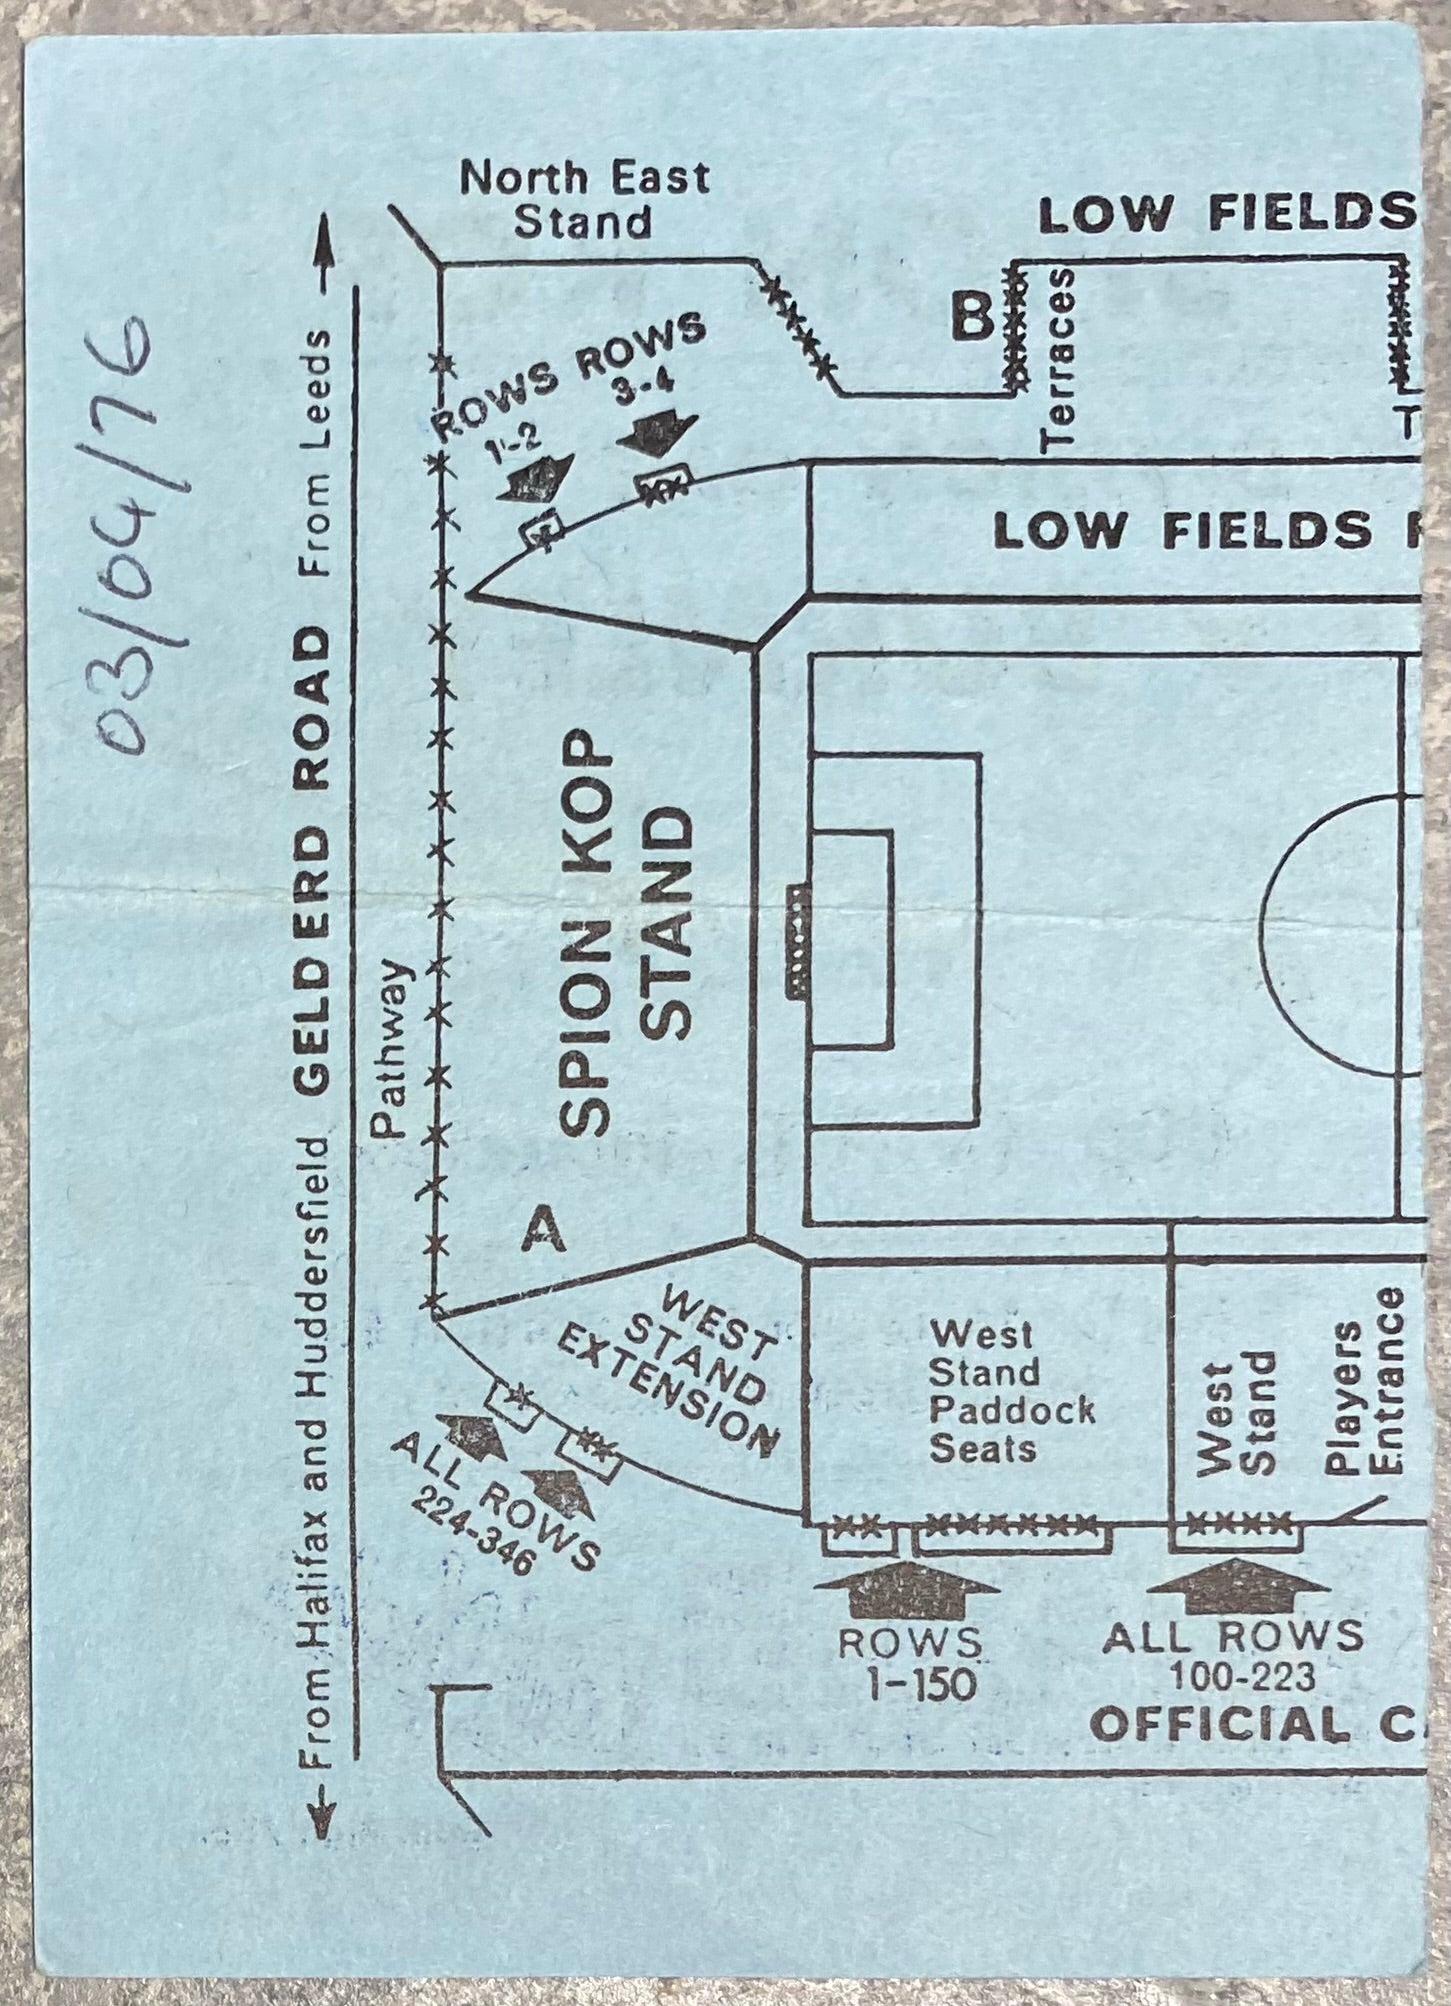 03/04/76
From Halifax and Huddersfield GELDERD ROAD From Leeds
Pathway
North East
Stand
LOW FIELDS
ROWS
1-2
ROWS
3-4
B
Terraces
T
LOW FIELDS
SPION KOP
STAND
A
WEST
STAND
EXTENSION
ALL ROWS
224-346
West
Stand
Paddock
Seats
West
Stand
Players
Entrance
ROWS
1-150
ALL ROWS
100-223
OFFICIAL C